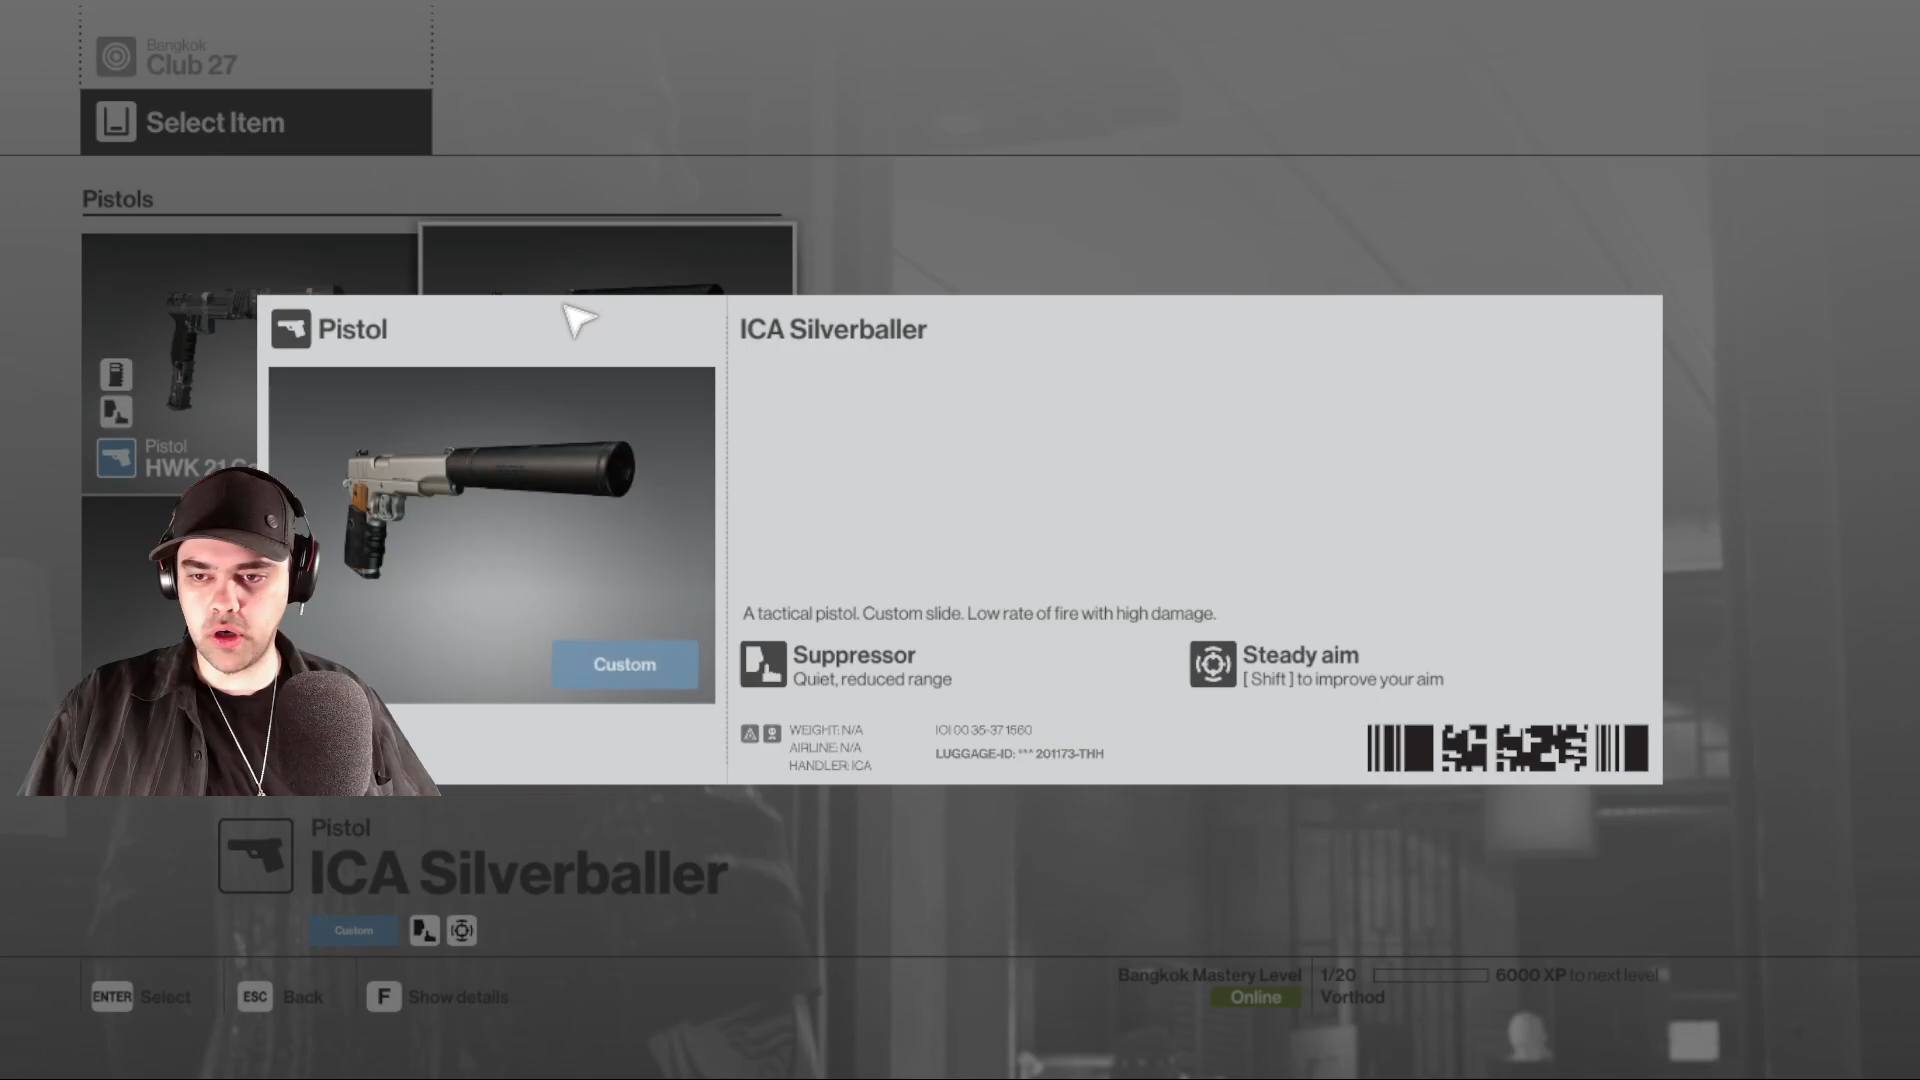 Bangkok
Club 27
Select Item
Pistols
Pistol
HWK 21
Pistol
Custom
ICA Silverballer
A tactical pistol. Custom slide. Low rate of fire with high damage.
Suppressor
Quiet, reduced range
Steady aim
[ Shift ] to improve your aim
WEIGHT: N/A
AIRLINE: N/A
HANDLER: ICA
IOI 00 35-37 1560
LUGGAGE-ID: *** 201173-THH
Pistol
ICA Silverballer
Custom
ENTER Select
ESC Back
F Show details
Bangkok Mastery Level 1/20 6000 XP to next level
Online Vorthod